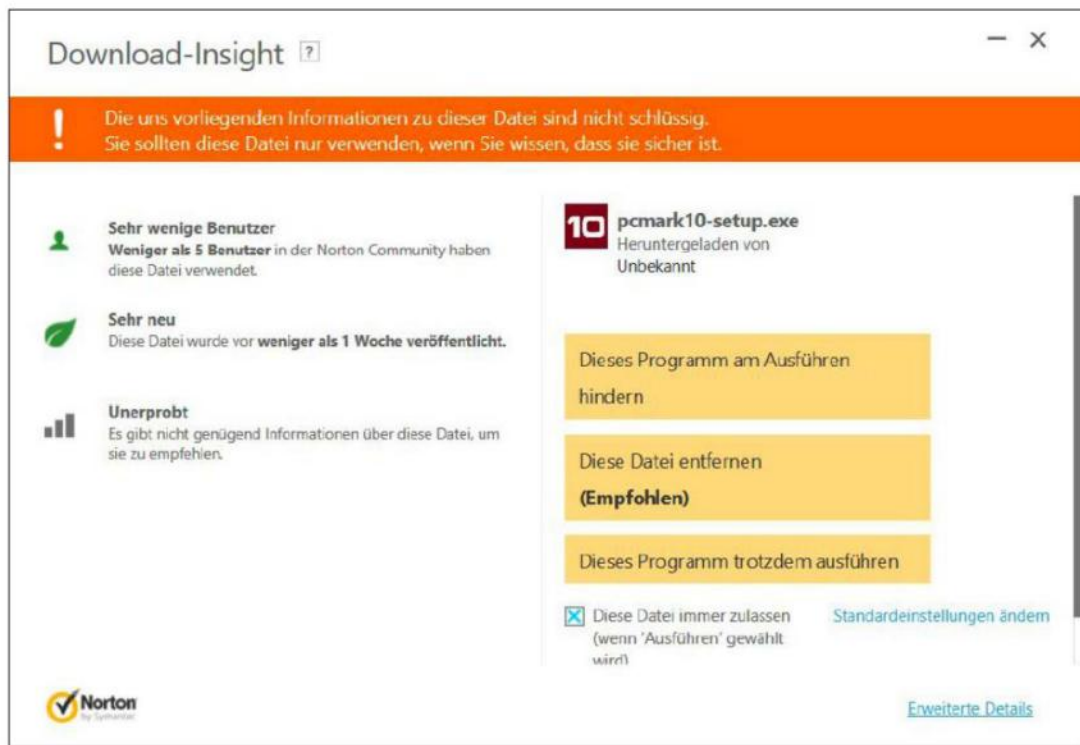 Download-Insight ?
!
Die uns vorliegenden Informationen zu dieser Datei sind nicht schlüssig.
Sie sollten diese Datei nur verwenden, wenn Sie wissen, dass sie sicher ist.
Sehr wenige Benutzer
Weniger als 5 Benutzer in der Norton Community haben
diese Datei verwendet.
Sehr neu
Diese Datei wurde vor weniger als 1 Woche veröffentlicht.
Unerprobt
Es gibt nicht genügend Informationen über diese Datei, um
sie zu empfehlen.
10
pcmark10-setup.exe
Heruntergeladen von
Unbekannt
Dieses Programm am Ausführen
hindern
Diese Datei entfernen
(Empfohlen)
Dieses Programm trotzdem ausführen
Diese Datei immer zulassen
(wenn 'Ausführen' gewählt
wird)
Standardeinstellungen ändern
Norton
by Symantec
Erweiterte Details